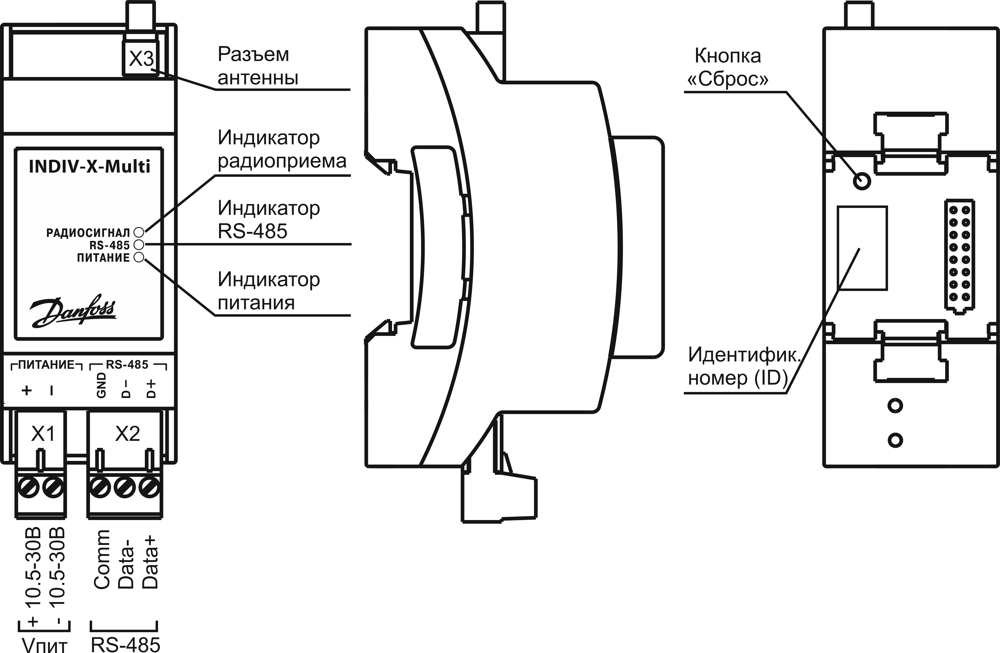 X3
Разъем
антенны
Индикатор
радиоприема
Индикатор
RS-485
Индикатор
питания
INDIV-X-Multi
РАДИОСИГНАЛ
RS-485
ПИТАНИЕ
Danfoss
ПИТАНИЕ
RS-485
+
–
GND
D–
D+
X1
X2
+ 10.5-30В
- 10.5-30В
Comm
Data-
Data+
Vпит
RS-485
Кнопка
«Сброс»
Идентифик.
номер (ID)